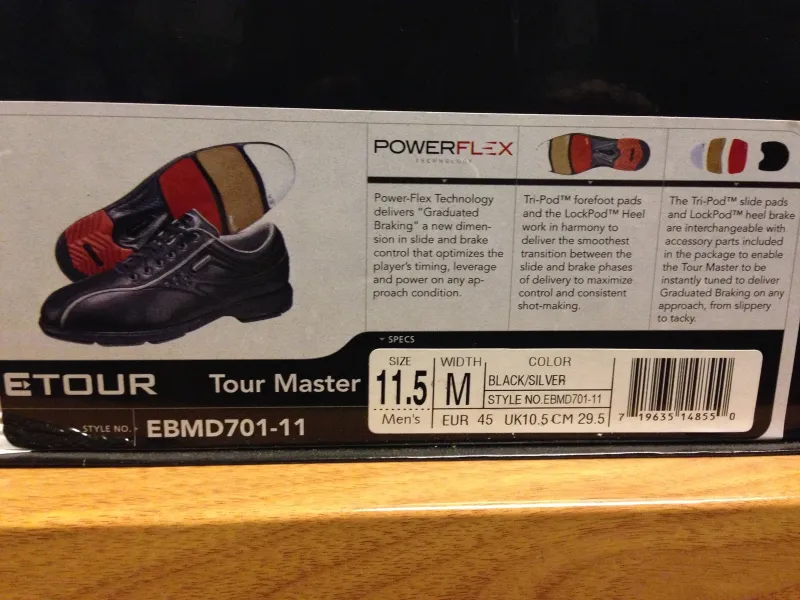 POWERFLEX
TECHNOLOGY
Power-Flex Technology
delivers "Graduated
Braking" a new dimen-
sion in slide and brake
control that optimizes the
player's timing, leverage
and power on any ap-
proach condition.
Tri-Pod™ forefoot pads
and the LockPod™ Heel
work in harmony to
deliver the smoothest
transition between the
slide and brake phases
of delivery to maximize
control and consistent
shot-making.
The Tri-Pod™ slide pads
and LockPod™ heel brake
are interchangeable with
accessory parts included
in the package to enable
the Tour Master to be
instantly tuned to deliver
Graduated Braking on any
approach, from slippery
to tacky.
SPECS
ETOUR Tour Master
STYLE NO. EBMD701-11
SIZE
11.5
Men's
WIDTH
M
COLOR
BLACK/SILVER
STYLE NO.EBMD701-11
EUR 45 UK10.5 CM 29.5
7 19635 14855 0